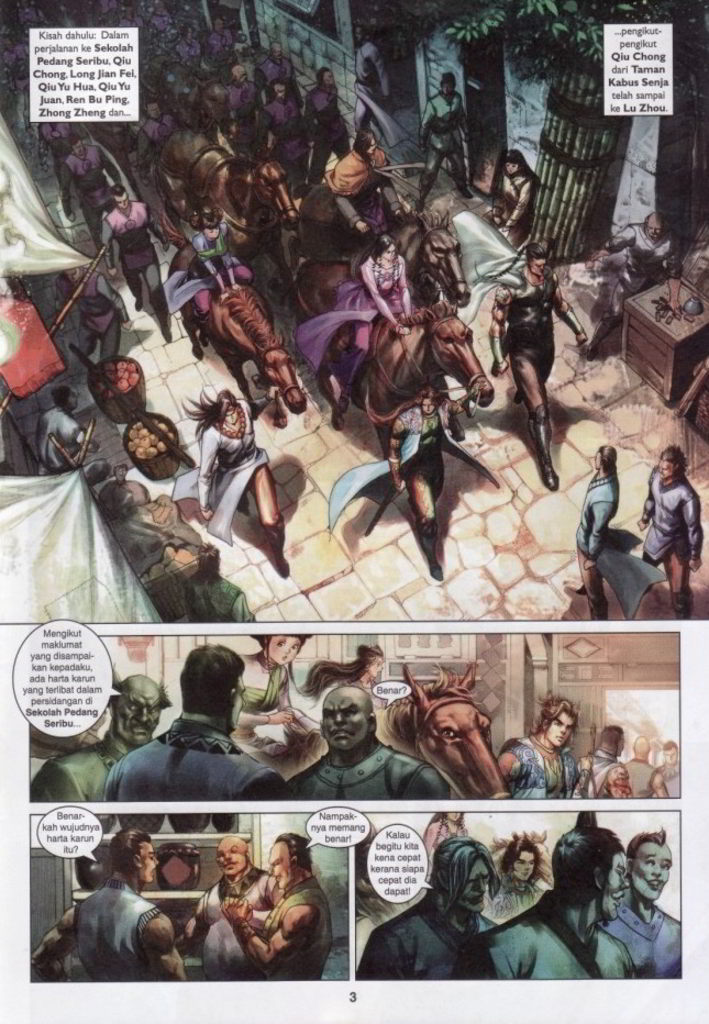 Kisah dahulu: Dalam
perjalanan ke Sekolah
Pedang Seribu, Qiu
Chong, Long Jian Fei,
Qiu Yu Hua, Qiu Yu
Juan, Ren Bu Ping,
Zhong Zheng dan...
...pengikut-
pengikut
Qiu Chong
dari Taman
Kabus Senja
telah sampai
ke Lu Zhou.
Mengikut
maklumat
yang disampai-
kan kepadaku,
ada harta karun
yang terlibat dalam
persidangan di
Sekolah Pedang
Seribu...
Benar?
Benar-
kah wujudnya
harta karun
itu?
Nampak-
nya memang
benar!
Kalau
begitu kita
kena cepat
kerana siapa
cepat dia
dapat!
3